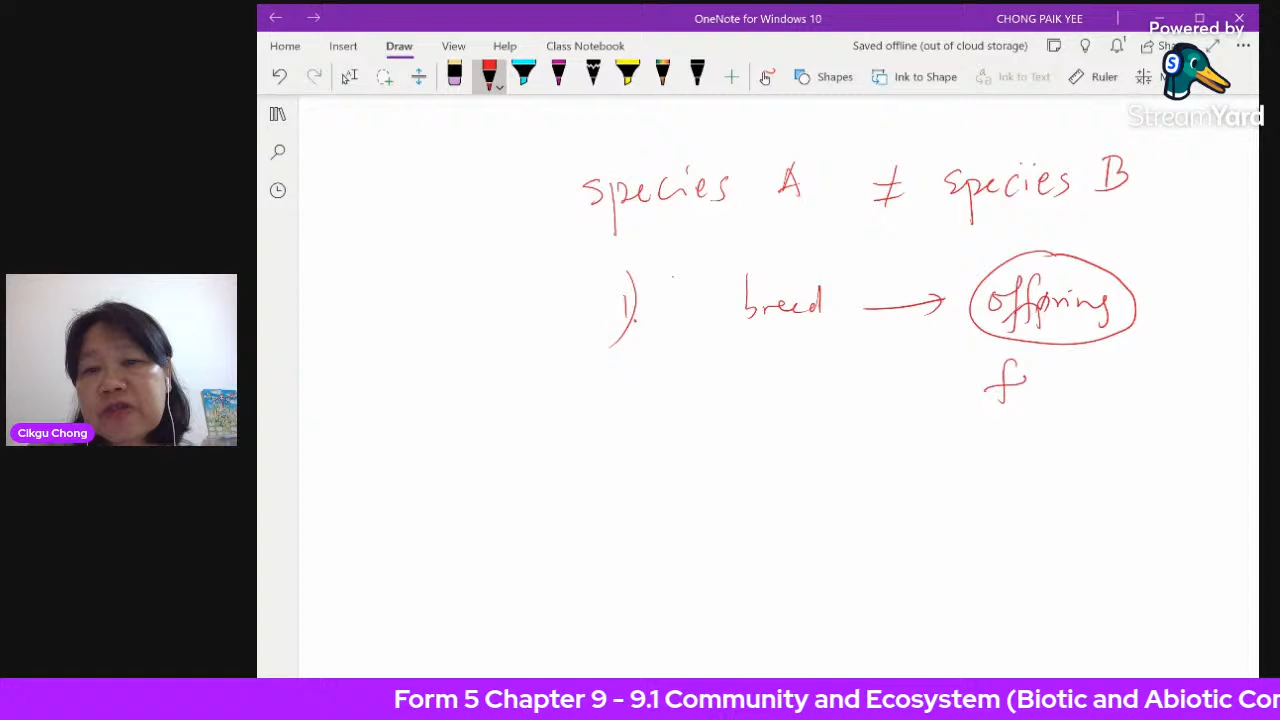 OneNote for Windows 10
CHONG PAIK YEE
Powered by
Home Insert Draw View Help Class Notebook
Saved offline (out of cloud storage)
Shapes Ink to Shape Ink to Text Ruler
StreamYard
species A ≠ species B
1). breed → offpring
f
Cikgu Chong
Form 5 Chapter 9 - 9.1 Community and Ecosystem (Biotic and Abiotic Co